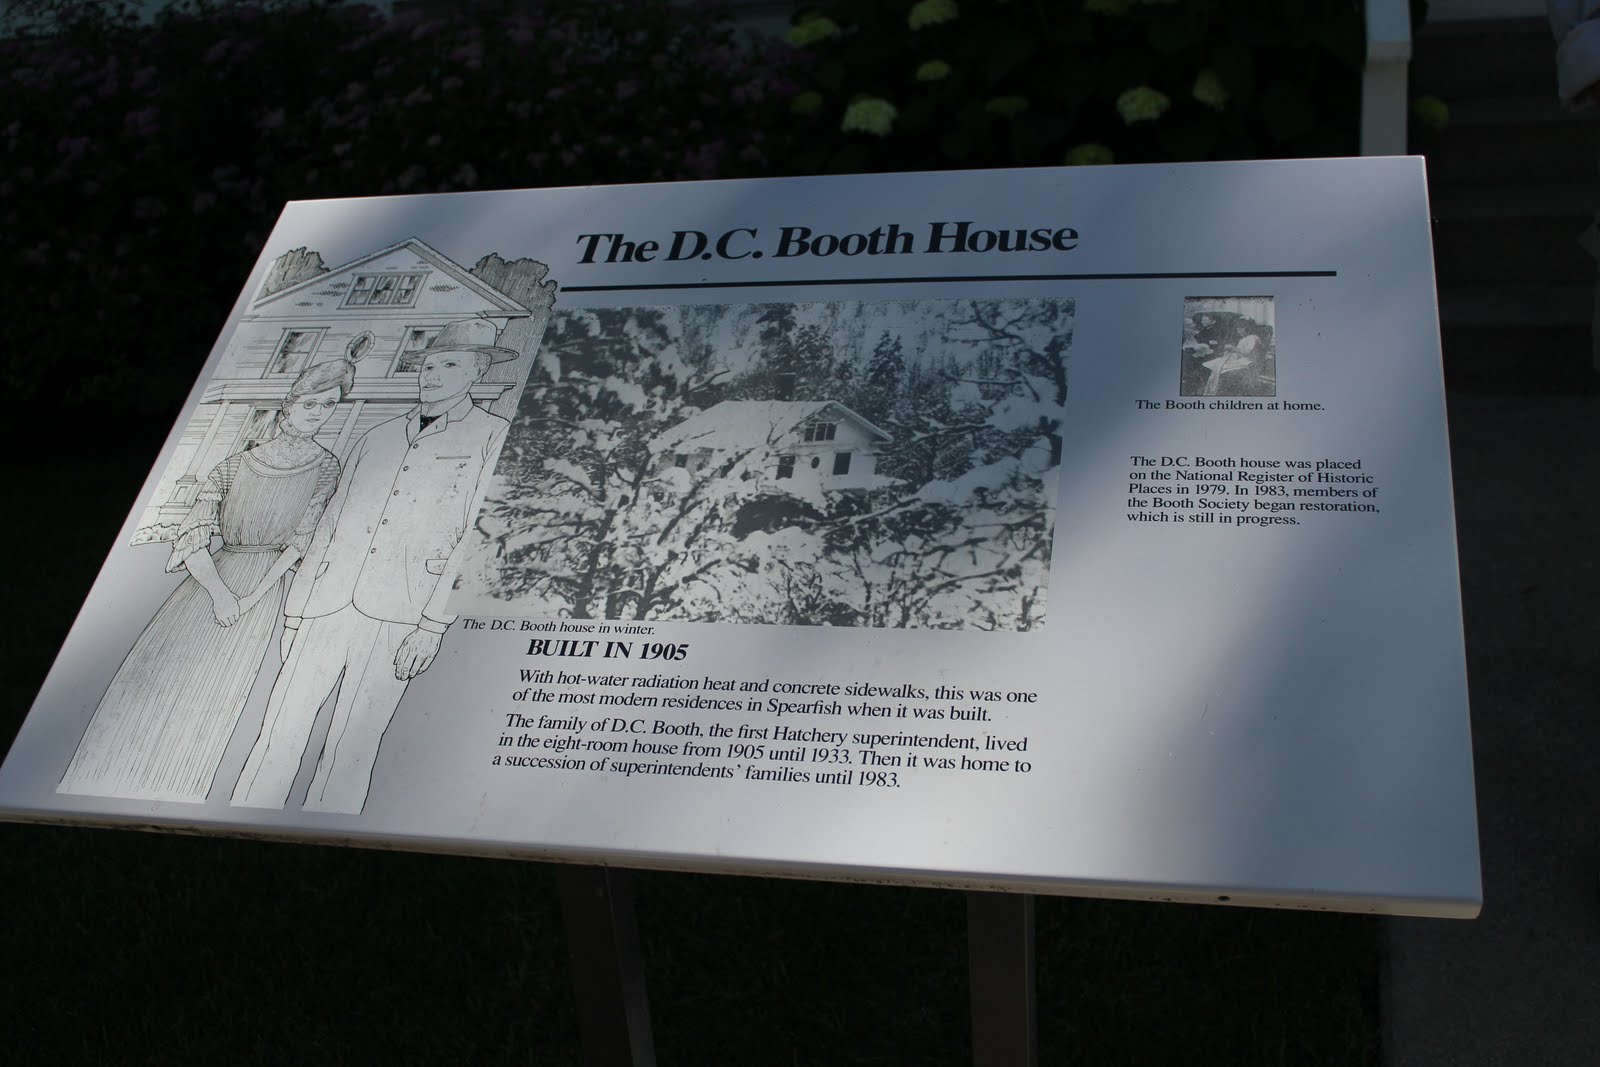 The D.C. Booth House
The D.C. Booth house in winter.
BUILT IN 1905
With hot-water radiation heat and concrete sidewalks, this was one
of the most modern residences in Spearfish when it was built.
The family of D.C. Booth, the first Hatchery superintendent, lived
in the eight-room house from 1905 until 1933. Then it was home to
a succession of superintendents' families until 1983.
The Booth children at home.
The D.C. Booth house was placed
on the National Register of Historic
Places in 1979. In 1983, members of
the Booth Society began restoration,
which is still in progress.